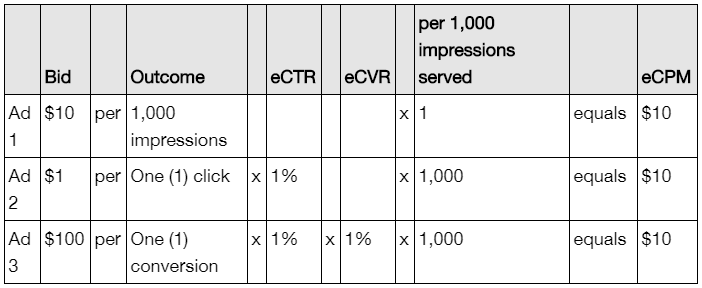 Bid Outcome eCTR eCVR per 1,000 impressions served eCPM
Ad 1 $10 per 1,000 impressions x 1 equals $10
Ad 2 $1 per One (1) click x 1% x 1,000 equals $10
Ad 3 $100 per One (1) conversion x 1% x 1% x 1,000 equals $10